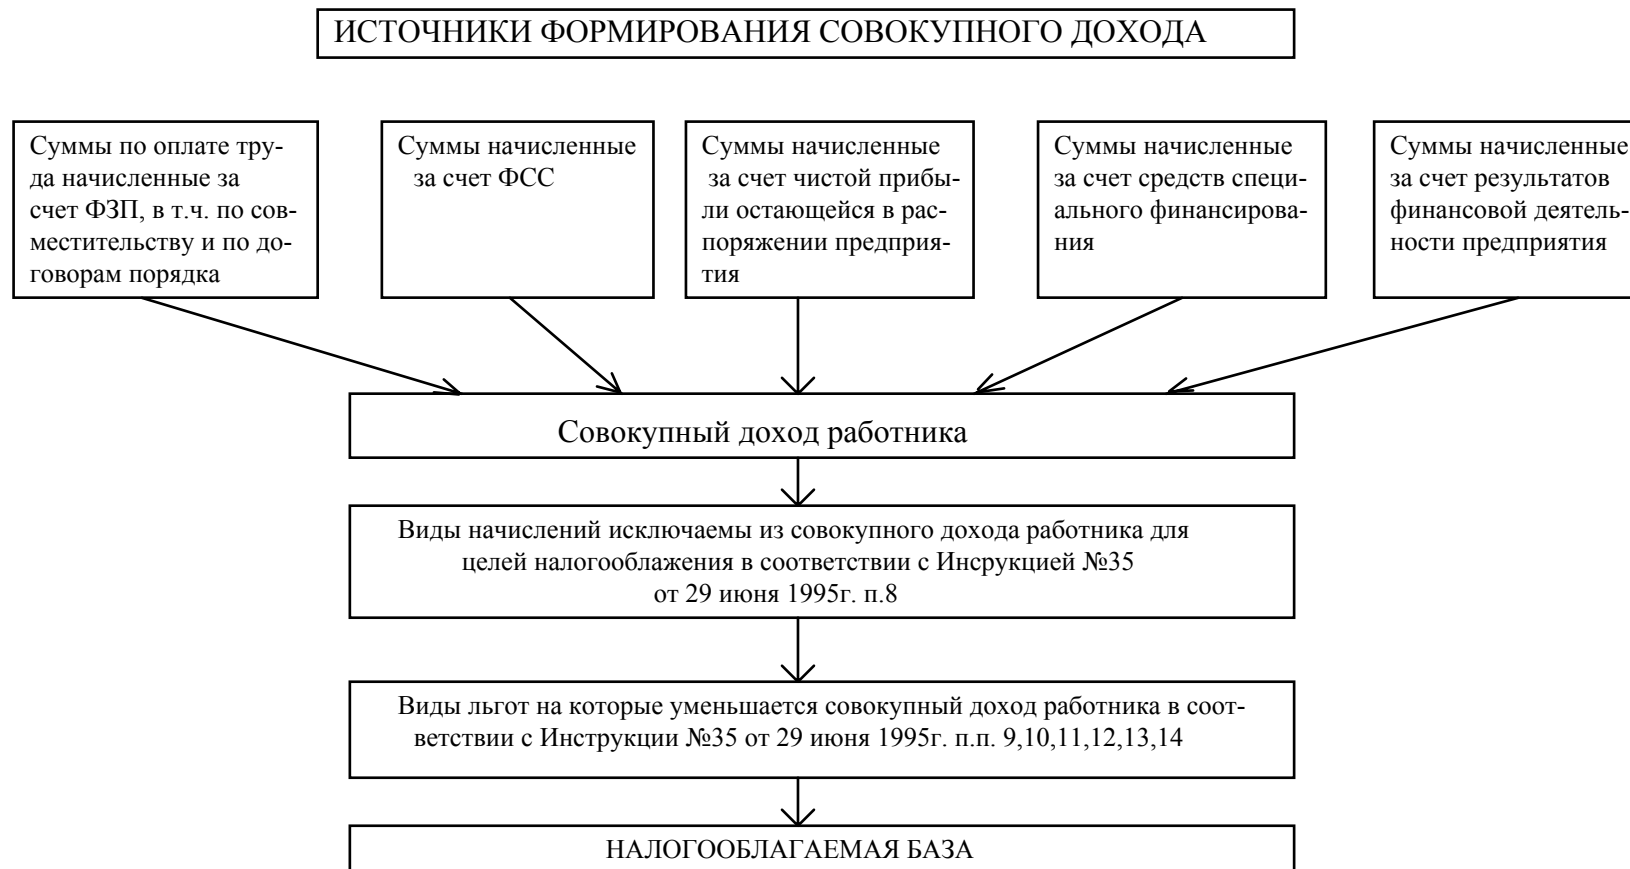 ИСТОЧНИКИ ФОРМИРОВАНИЯ СОВОКУПНОГО ДОХОДА
Суммы по оплате тру-
да начисленные за
счет ФЗП, в т.ч. по сов-
местительству и по до-
говорам порядка
Суммы начисленные
за счет ФСС
Суммы начисленные
за счет чистой прибы-
ли остающейся в рас-
поряжении предприя-
тия
Суммы начисленные
за счет средств специ-
ального финансирова-
ния
Суммы начисленные
за счет результатов
финансовой деятель-
ности предприятия
Совокупный доход работника
Виды начислений исключаемы из совокупного дохода работника для
целей налогооблажения в соответствии с Инсрукцией №35
от 29 июня 1995г. п.8
Виды льгот на которые уменьшается совокупный доход работника в соот-
ветствии с Инструкции №35 от 29 июня 1995г. п.п. 9,10,11,12,13,14
НАЛОГООБЛАГАЕМАЯ БАЗА